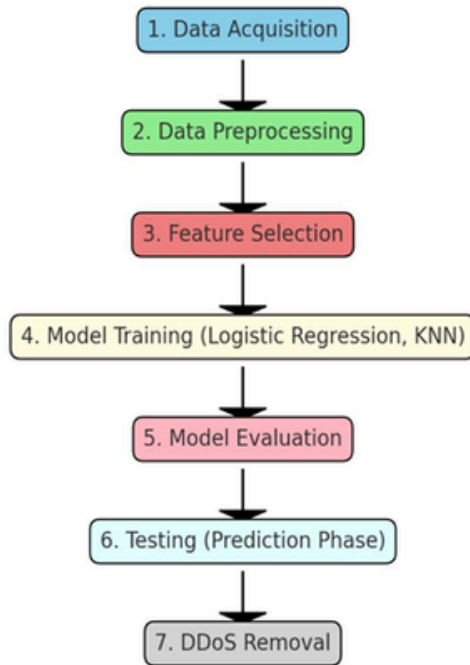 1. Data Acquisition
2. Data Preprocessing
3. Feature Selection
4. Model Training (Logistic Regression, KNN)
5. Model Evaluation
6. Testing (Prediction Phase)
7. DDoS Removal